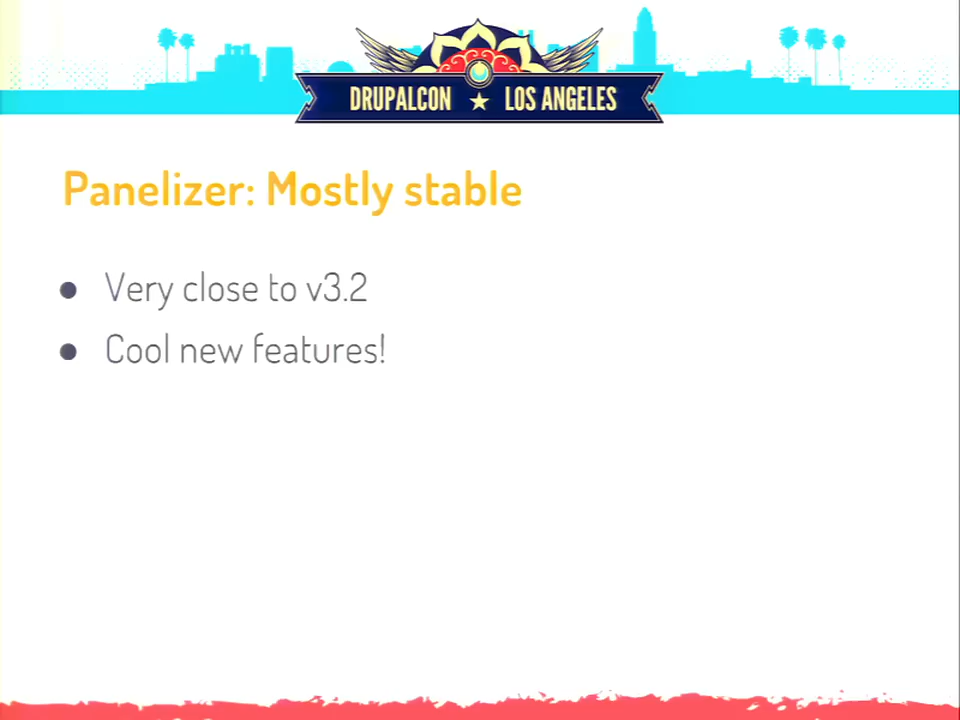 DRUPALCON ★ LOS ANGELES
Panelizer: Mostly stable
● Very close to v3.2
● Cool new features!